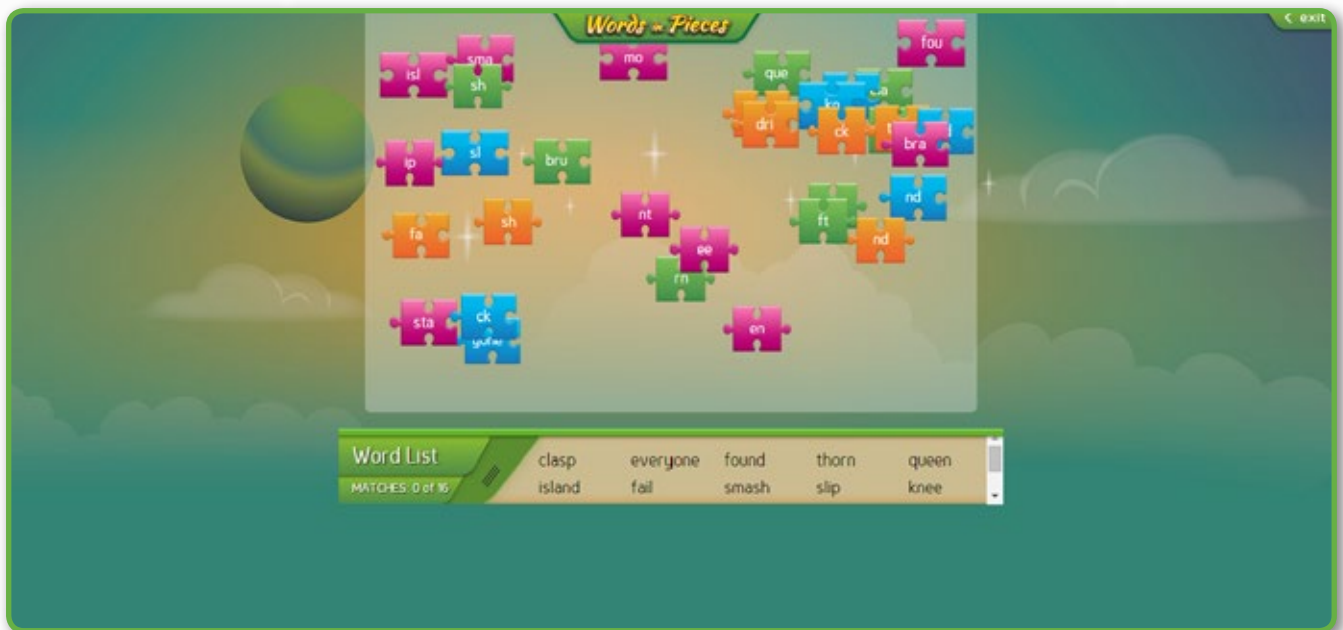 Words in Pieces
exit
fou
mo
isl
sma
sh
que
dri
ck
bra
ip
sl
bru
nd
nt
ft
nd
fa
sh
ee
rn
sta
ck
en
Word List
MATCHES: 0 of 16
clasp everyone found thorn queen
island fail smash slip knee